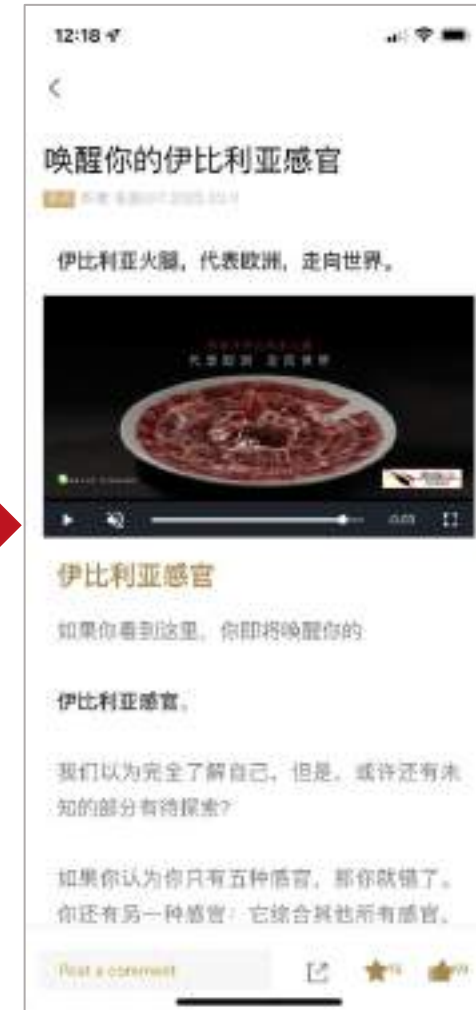 12:18
唤醒你的伊比利亚感官
伊比利亚火腿，代表欧洲，走向世界。
代表欧洲 走向世界
伊比利亚感官
如果你看到这里，你即将唤醒你的
伊比利亚感官。
我们以为完全了解自己，但是，或许还有未
知的部分有待探索？
如果你认为你只有五种感官，那你就错了。
你还有另一种感官：它综合其他所有感官，
Post a comment